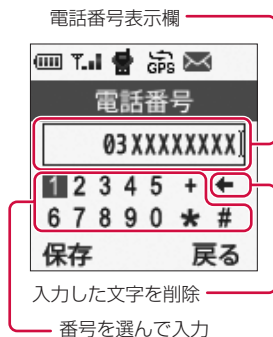 電話番号表示欄
GPS
電話番号
03XXXXXXXX
1 2 3 4 5 + ←
6 7 8 9 0 * #
保存 戻る
入力した文字を削除
番号を選んで入力